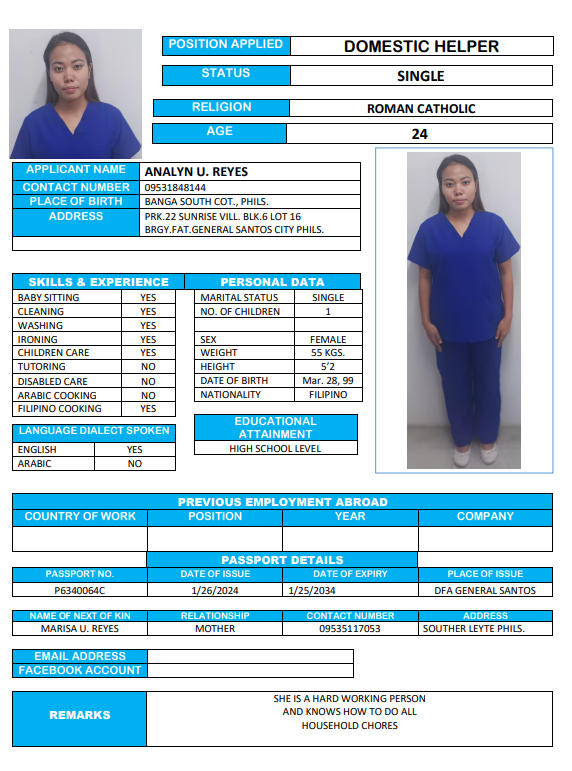 POSITION APPLIED DOMESTIC HELPER
STATUS SINGLE
RELIGION ROMAN CATHOLIC
AGE 24
APPLICANT NAME ANALYN U. REYES
CONTACT NUMBER 09531848144
PLACE OF BIRTH BANGA SOUTH COT., PHILS.
ADDRESS PRK.22 SUNRISE VILL. BLK.6 LOT 16
BRGY.FAT.GENERAL SANTOS CITY PHILS.
SKILLS & EXPERIENCE
BABY SITTING YES
CLEANING YES
WASHING YES
IRONING YES
CHILDREN CARE YES
TUTORING NO
DISABLED CARE NO
ARABIC COOKING NO
FILIPINO COOKING YES
PERSONAL DATA
MARITAL STATUS SINGLE
NO. OF CHILDREN 1
SEX FEMALE
WEIGHT 55 KGS.
HEIGHT 5'2
DATE OF BIRTH Mar. 28, 99
NATIONALITY FILIPINO
LANGUAGE DIALECT SPOKEN
ENGLISH YES
ARABIC NO
EDUCATIONAL
ATTAINMENT
HIGH SCHOOL LEVEL
PREVIOUS EMPLOYMENT ABROAD
COUNTRY OF WORK POSITION YEAR COMPANY
PASSPORT DETAILS
PASSPORT NO. DATE OF ISSUE DATE OF EXPIRY PLACE OF ISSUE
P6340064C 1/26/2024 1/25/2034 DFA GENERAL SANTOS
NAME OF NEXT OF KIN RELATIONSHIP CONTACT NUMBER ADDRESS
MARISA U. REYES MOTHER 09535117053 SOUTHER LEYTE PHILS.
EMAIL ADDRESS
FACEBOOK ACCOUNT
REMARKS
SHE IS A HARD WORKING PERSON
AND KNOWS HOW TO DO ALL
HOUSEHOLD CHORES